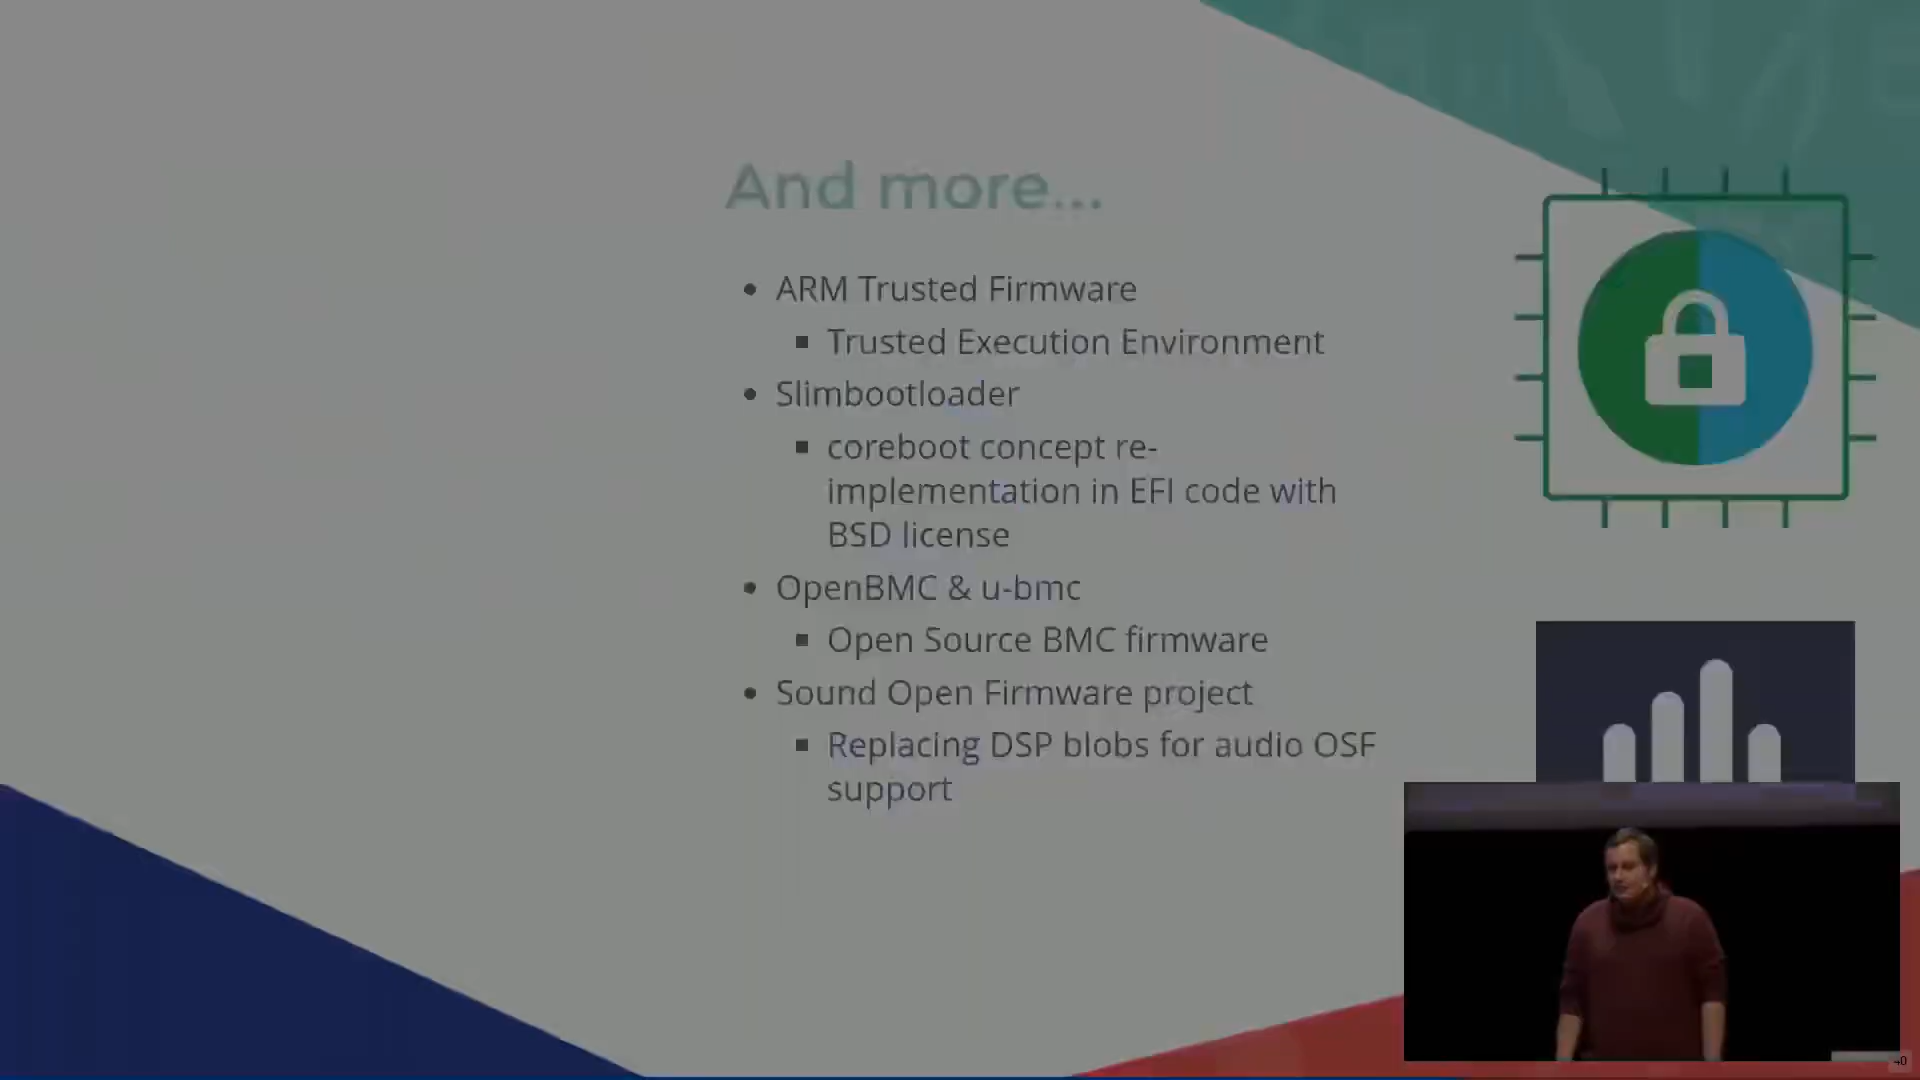 And more...
• ARM Trusted Firmware
▪ Trusted Execution Environment
• Slimbootloader
▪ coreboot concept re-
implementation in EFI code with
BSD license
• OpenBMC & u-bmc
▪ Open Source BMC firmware
• Sound Open Firmware project
▪ Replacing DSP blobs for audio OSF
support
40